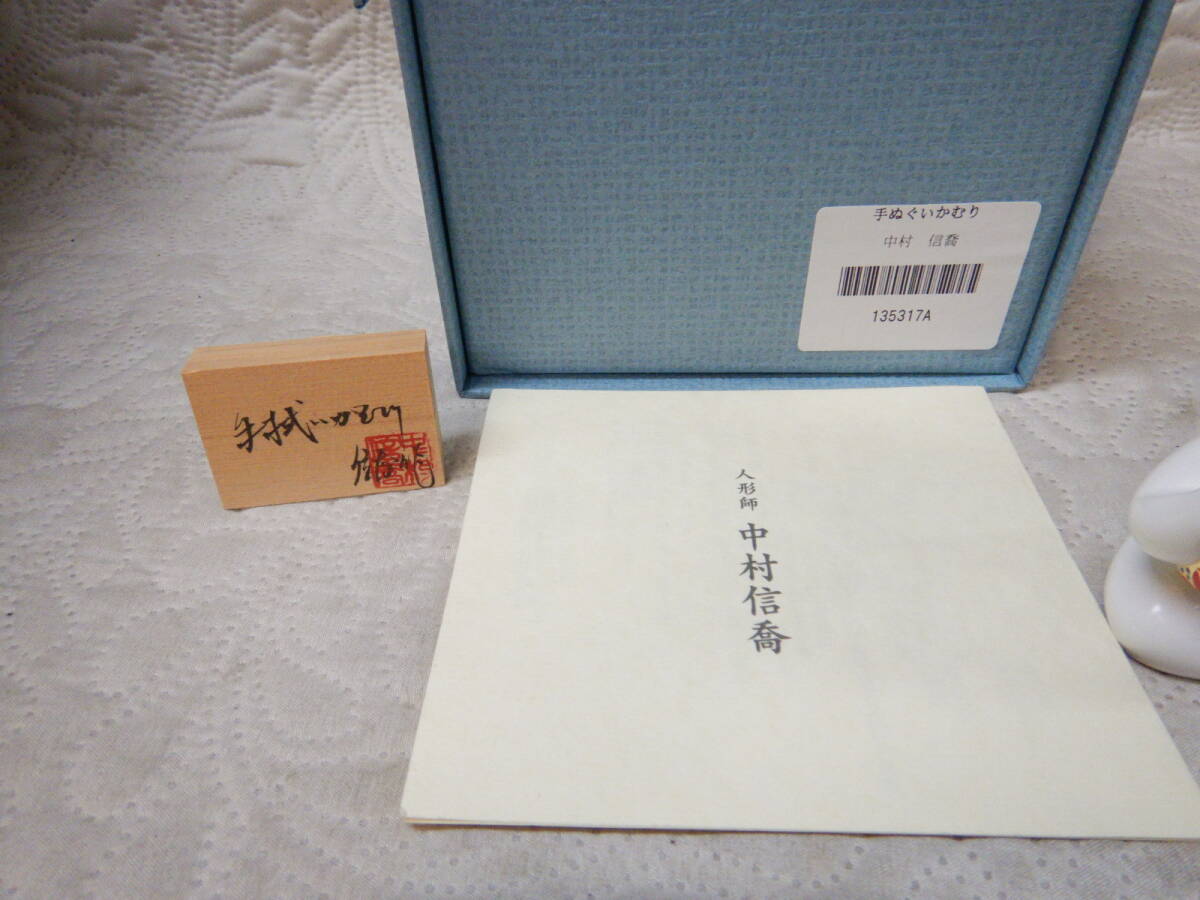 手ぬぐいかむり
中村 信喬
135317A
手拭いかむり
人形師 中村信喬